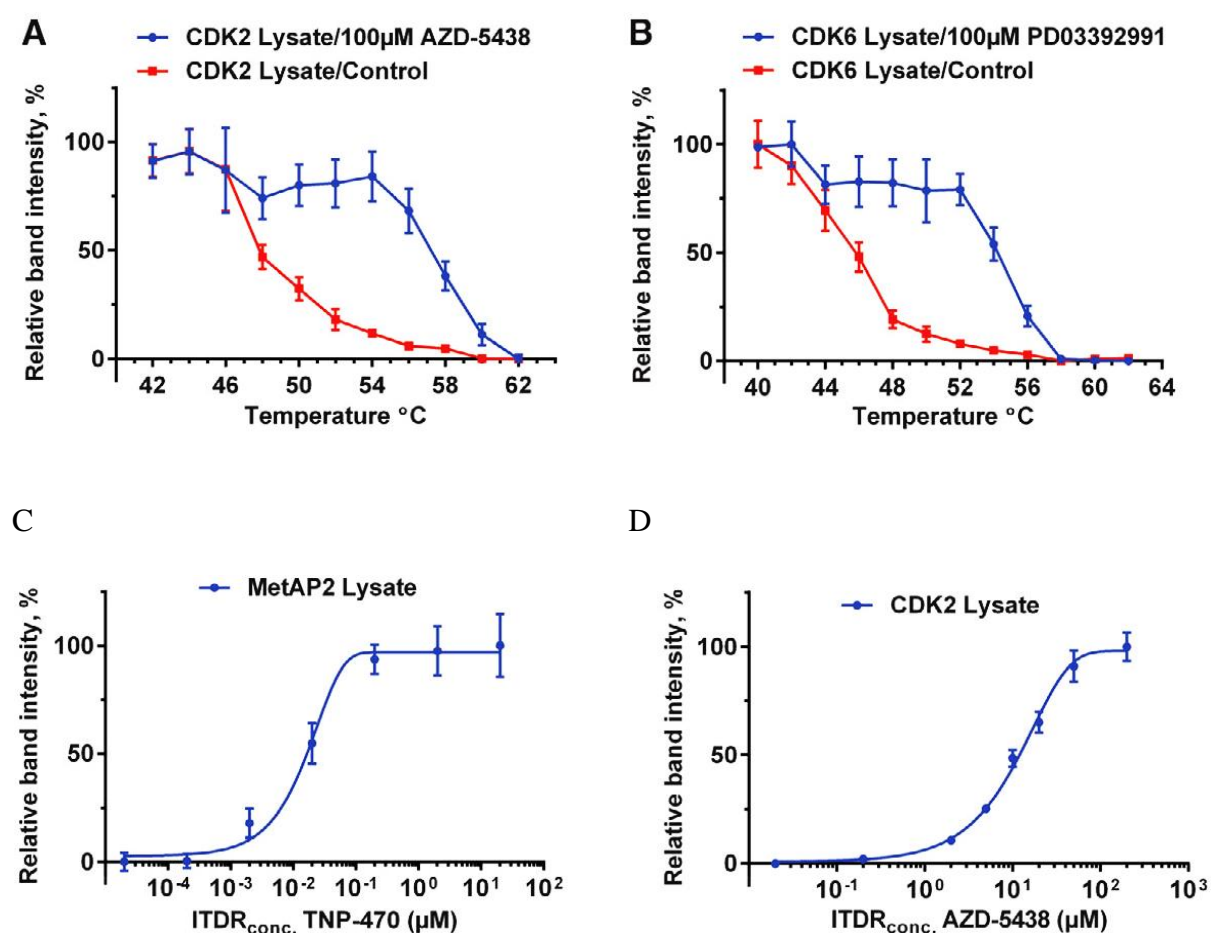 A
CDK2 Lysate/100µM AZD-5438
CDK2 Lysate/Control
Relative band intensity, %
100
50
0
42 46 50 54 58 62
Temperature °C
B
CDK6 Lysate/100µM PD03392991
CDK6 Lysate/Control
Relative band intensity, %
100
50
0
40 44 48 52 56 60 64
Temperature °C
C
MetAP2 Lysate
Relative band intensity, %
100
50
0
10-4 10-3 10-2 10-1 100 101 102
ITDRconc. TNP-470 (µM)
D
CDK2 Lysate
Relative band intensity, %
100
50
0
10-1 100 101 102 103
ITDRconc. AZD-5438 (µM)